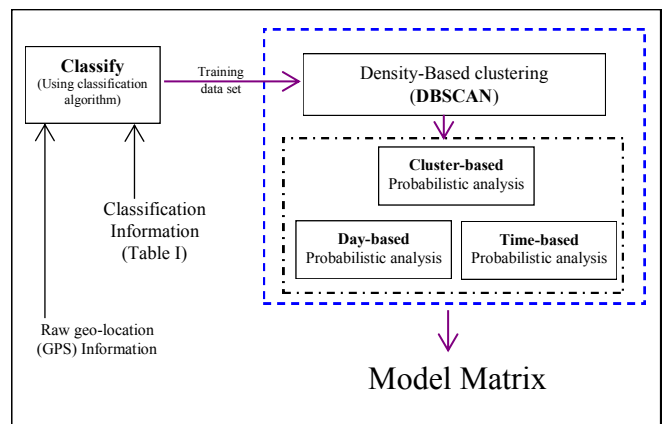 Classify
(Using classification
algorithm)
Training
data set
Density-Based clustering
(DBSCAN)
Cluster-based
Probabilistic analysis
Day-based
Probabilistic analysis
Time-based
Probabilistic analysis
Classification
Information
(Table I)
Raw geo-location
(GPS) Information
Model Matrix